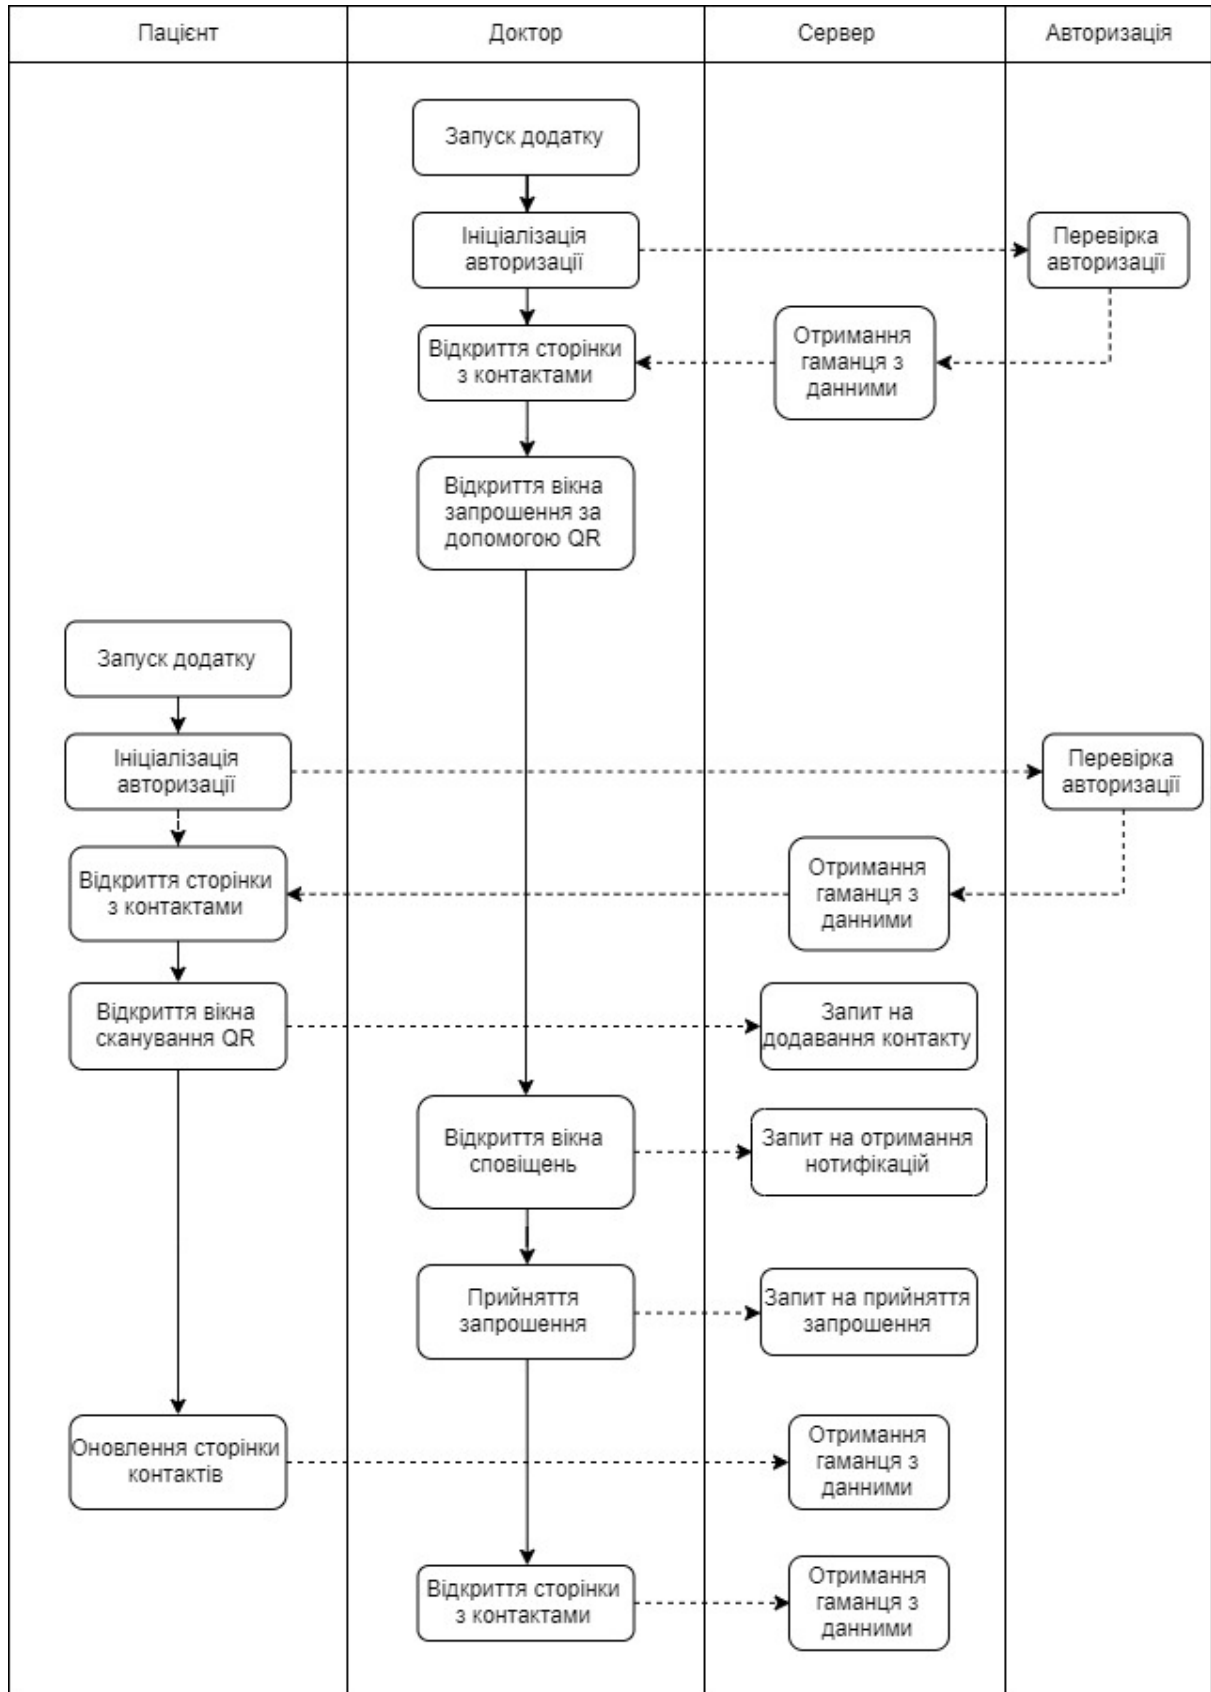 Пацієнт
Доктор
Сервер
Авторизація
Запуск додатку
Ініціалізація
авторизації
Перевірка
авторизації
Відкриття сторінки
з контактами
Отримання
гаманця з
данними
Відкриття вікна
запрошення за
допомогою QR
Запуск додатку
Ініціалізація
авторизації
Перевірка
авторизації
Відкриття сторінки
з контактами
Отримання
гаманця з
данними
Відкриття вікна
сканування QR
Запит на
додавання контакту
Відкриття вікна
сповіщень
Запит на отримання
нотифікацій
Прийняття
запрошення
Запит на прийняття
запрошення
Оновлення сторінки
контактів
Отримання
гаманця з
данними
Відкриття сторінки
з контактами
Отримання
гаманця з
данними